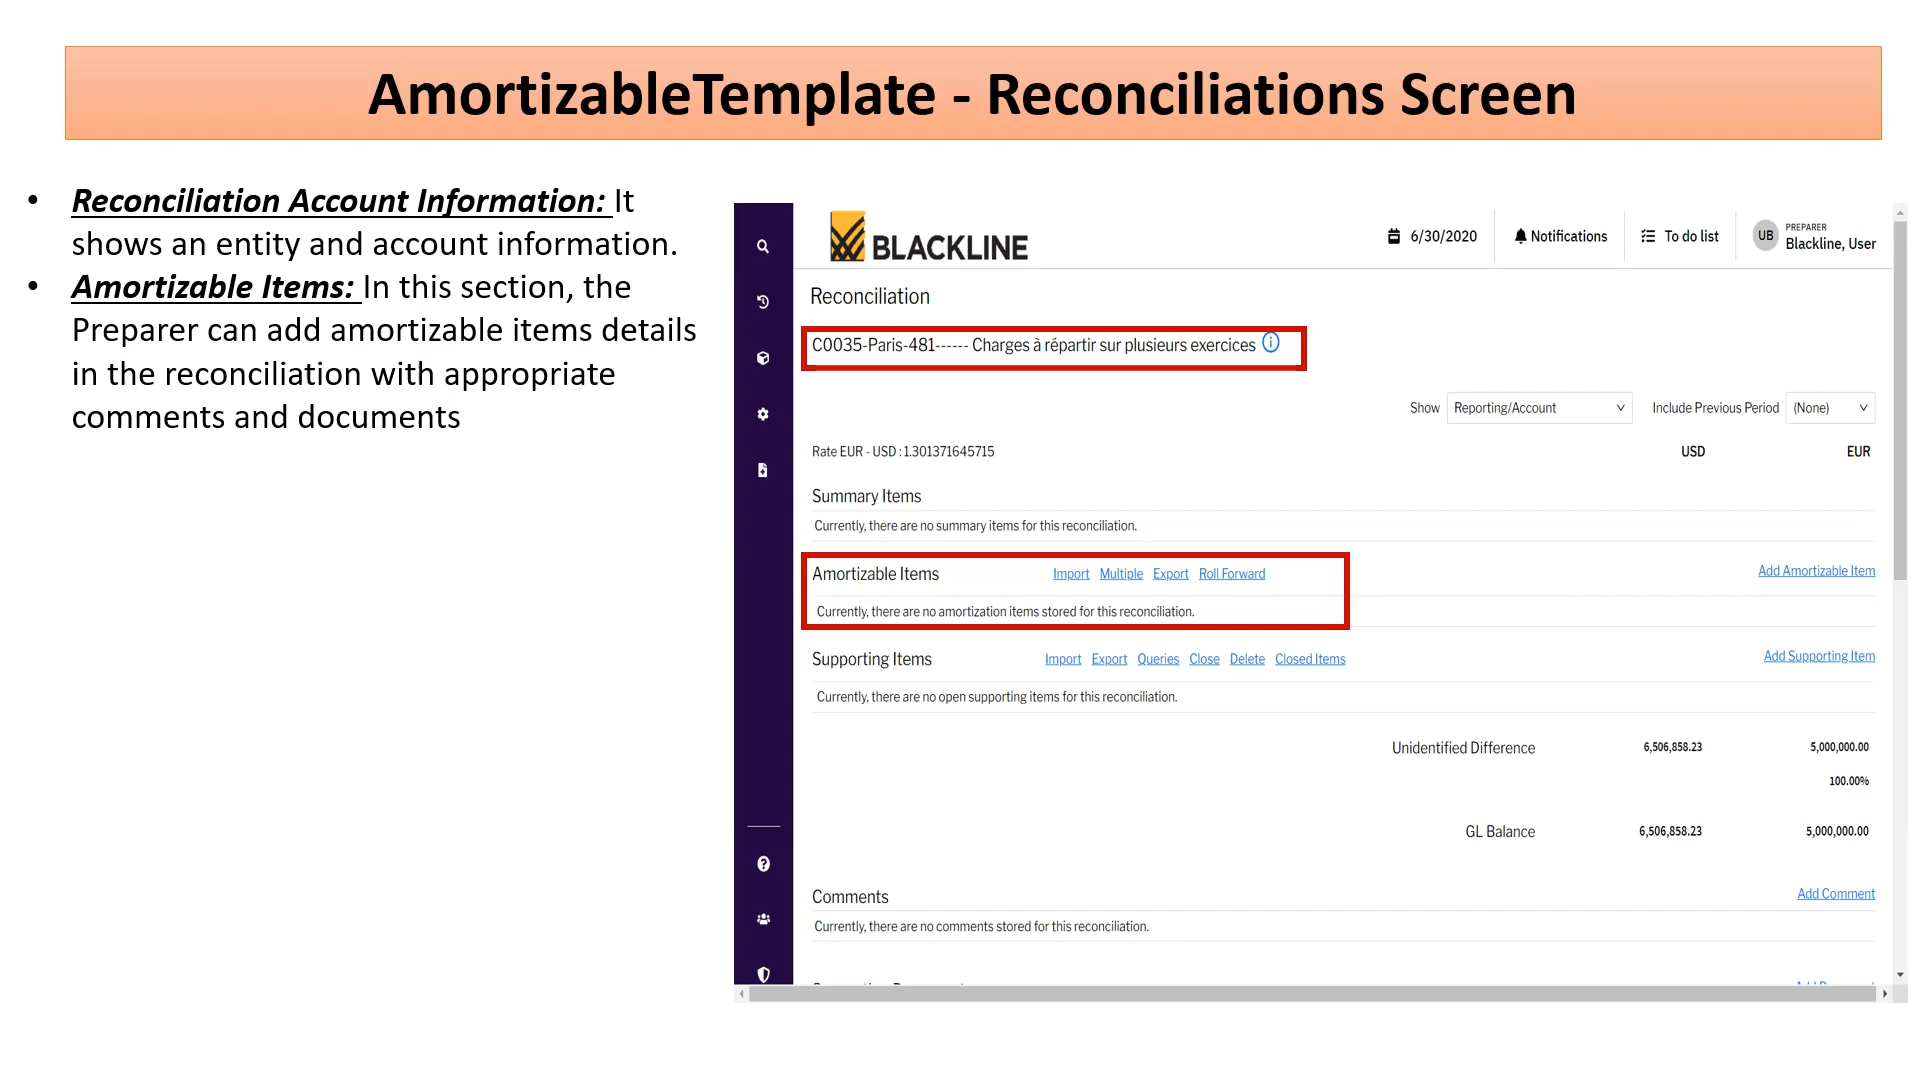 AmortizableTemplate - Reconciliations Screen
• Reconciliation Account Information: It
shows an entity and account information.
• Amortizable Items: In this section, the
Preparer can add amortizable items details
in the reconciliation with appropriate
comments and documents
BLACKLINE
6/30/2020
Notifications
To do list
UB
PREPARER
Blackline, User
Reconciliation
C0035-Paris-481------ Charges à répartir sur plusieurs exercices
Show Reporting/Account Include Previous Period (None)
Rate EUR - USD : 1.301371645715 USD EUR
Summary Items
Currently, there are no summary items for this reconciliation.
Amortizable Items Import Multiple Export Roll Forward Add Amortizable Item
Currently, there are no amortization items stored for this reconciliation.
Supporting Items Import Export Queries Close Delete Closed Items Add Supporting Item
Currently, there are no open supporting items for this reconciliation.
Unidentified Difference 6,506,858.23 5,000,000.00
100.00%
GL Balance 6,506,858.23 5,000,000.00
Comments Add Comment
Currently, there are no comments stored for this reconciliation.